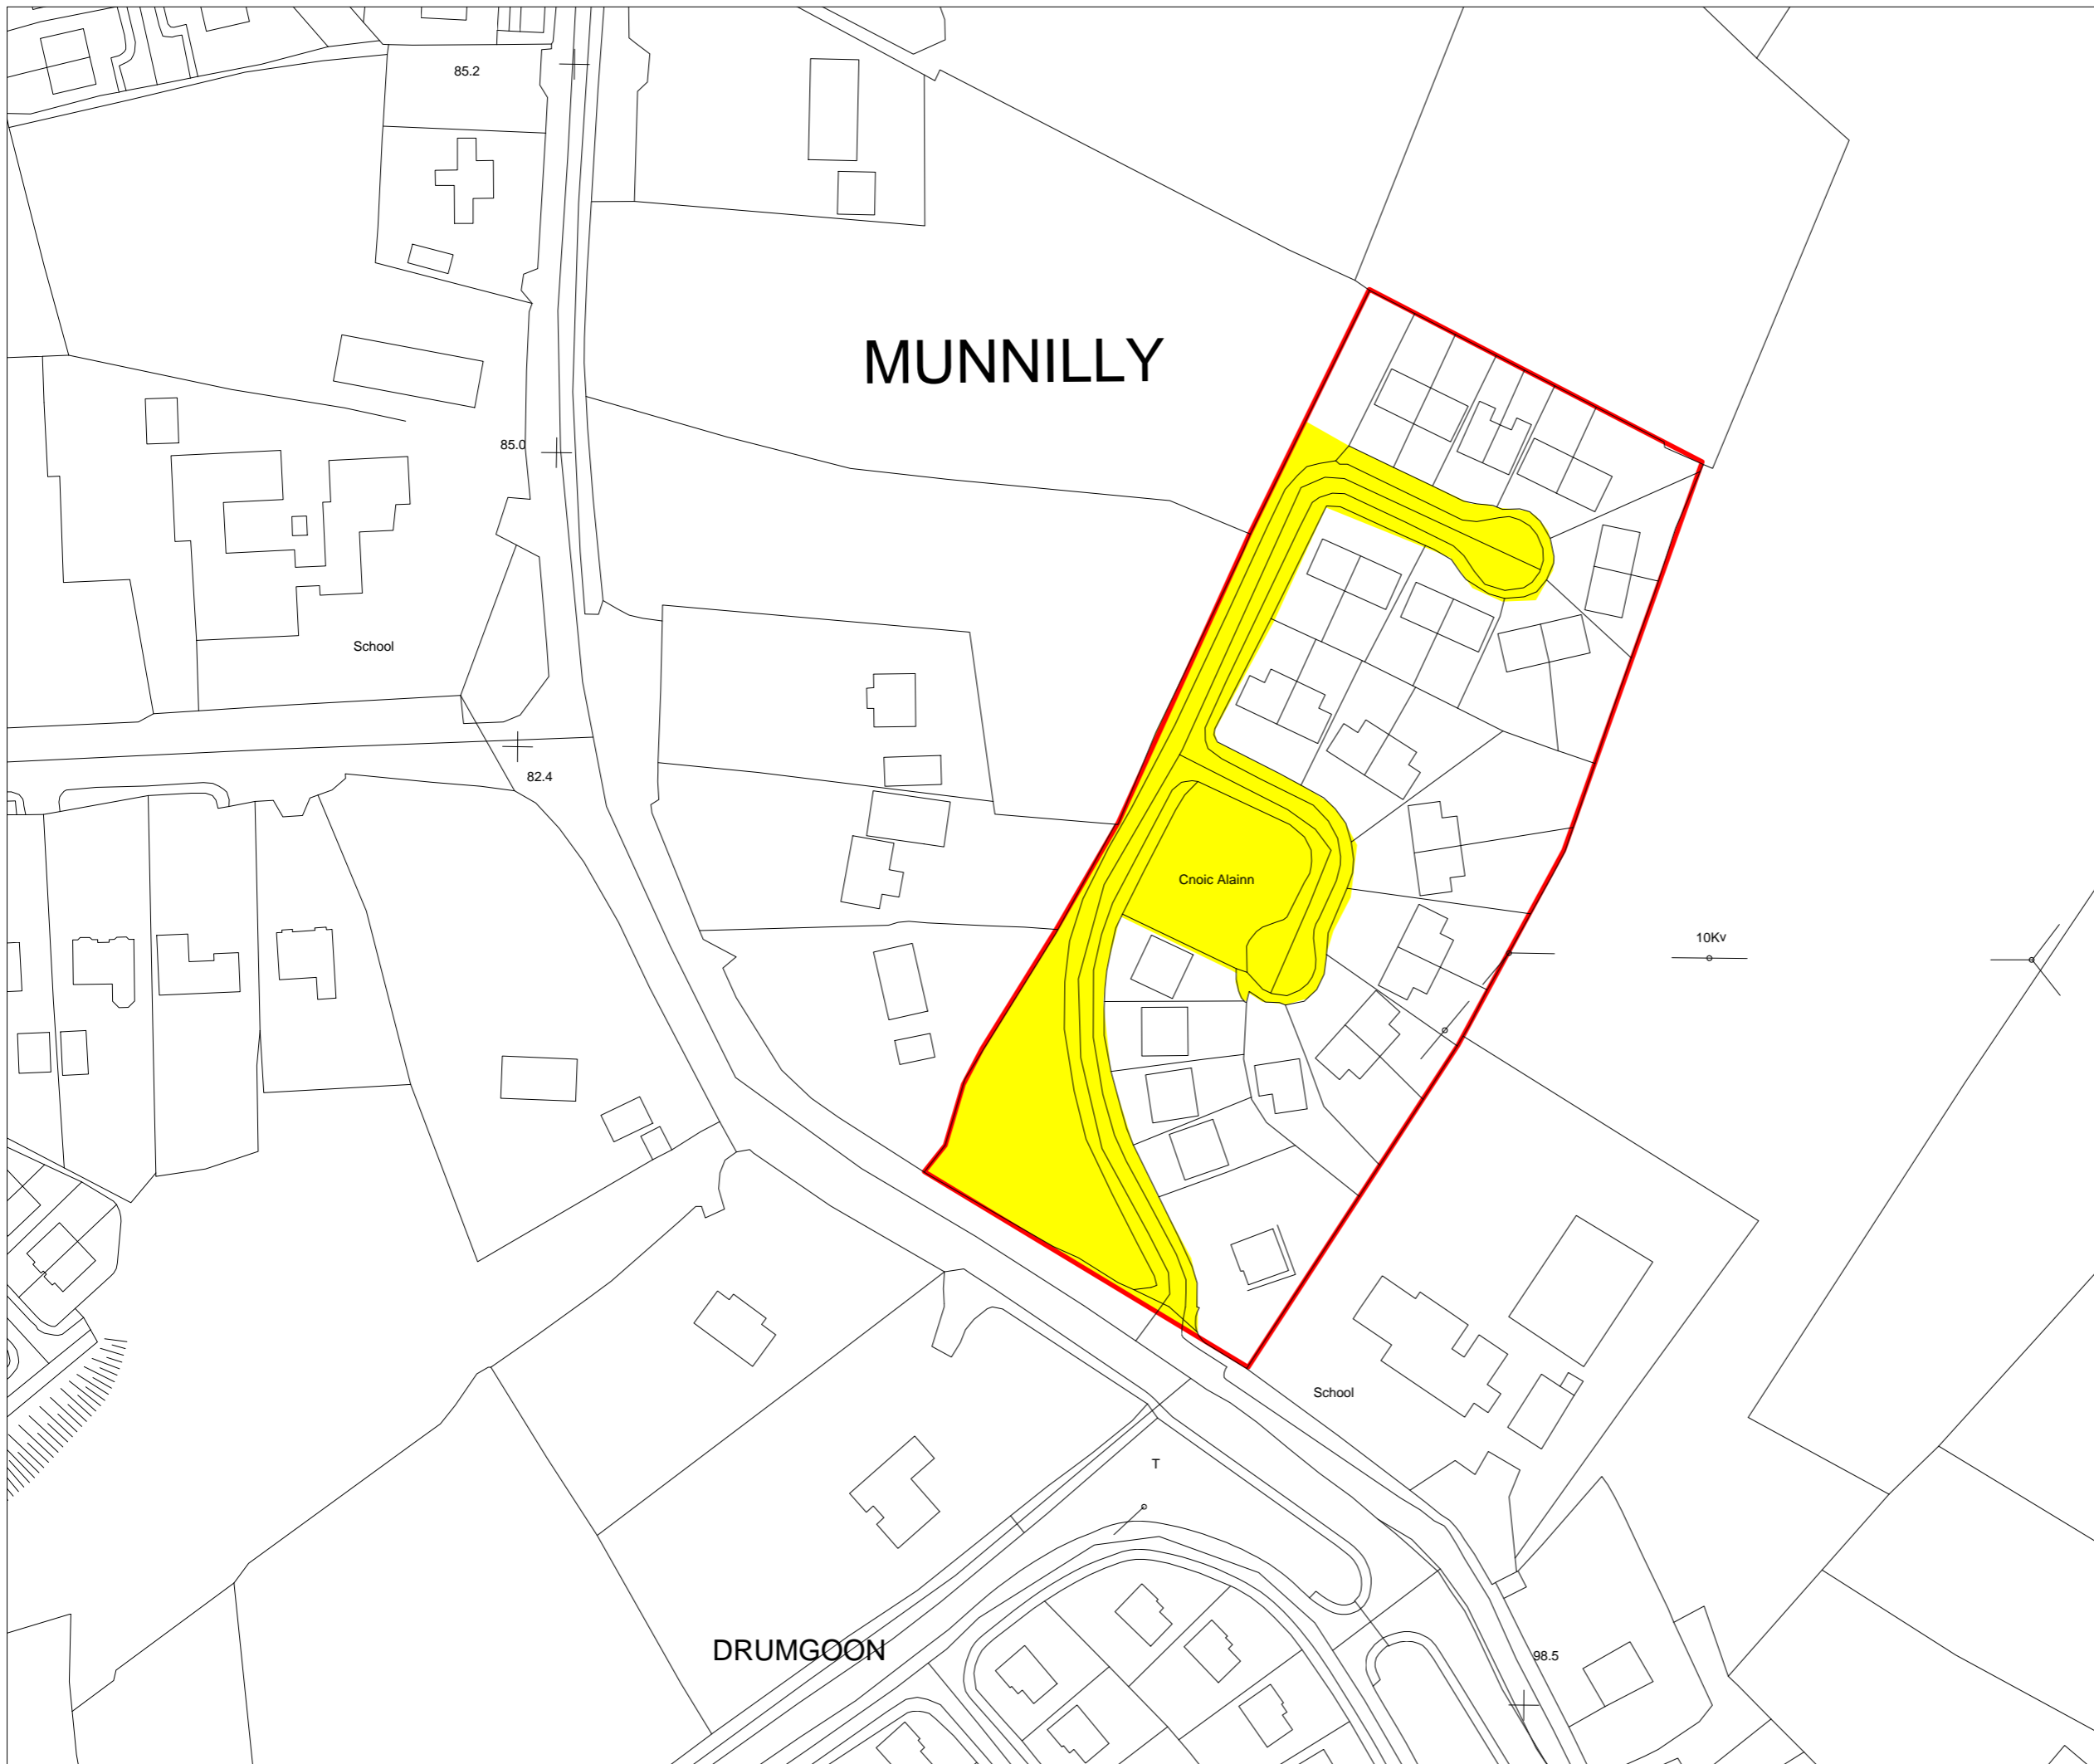 85.2
MUNNILLY
85.0
School
82.4
Cnoic Alainn
10Kv
School
T
DRUMGOON
98.5